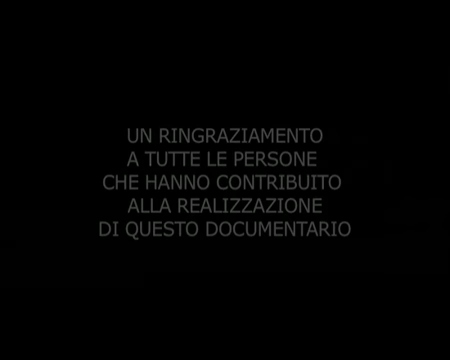 UN RINGRAZIAMENTO
A TUTTE LE PERSONE
CHE HANNO CONTRIBUITO
ALLA REALIZZAZIONE
DI QUESTO DOCUMENTARIO